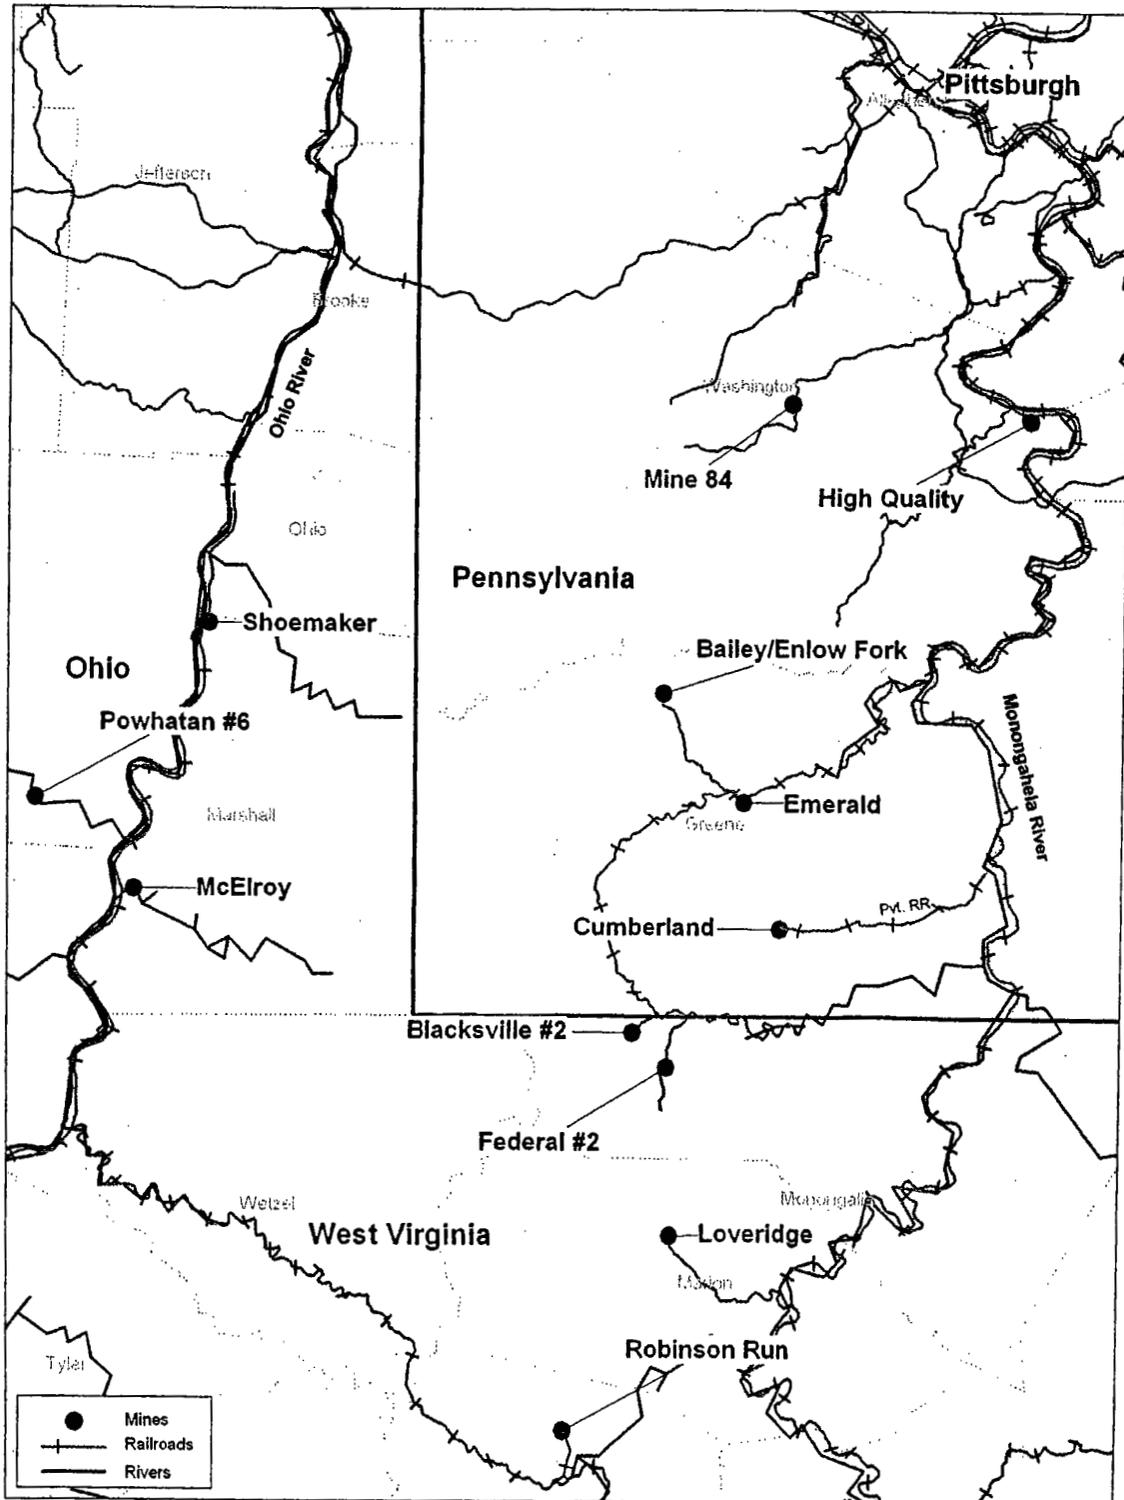 Pittsburgh
Allegheny
Jefferson
Brooke
Ohio River
Washington
Mine 84
High Quality
Ohio
Pennsylvania
Shoemaker
Bailey/Enlow Fork
Ohio
Powhatan #6
Monongahela River
Marshall
Emerald
Greene
McElroy
Pvt. RR
Cumberland
Blacksville #2
Federal #2
Wetzel
Monongalia
West Virginia
Loveridge
Marion
Robinson Run
Tyler
Mines
Railroads
Rivers